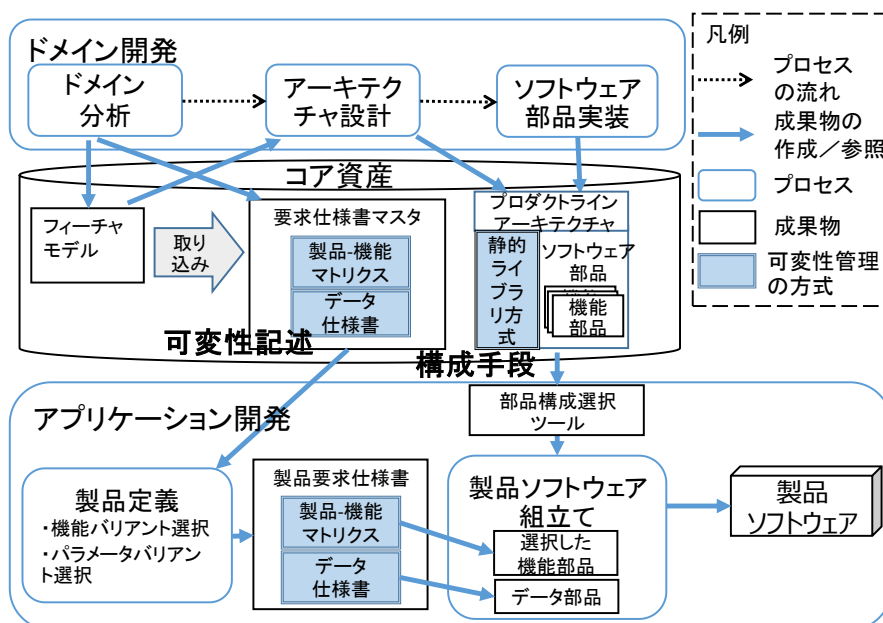 ドメイン開発
ドメイン
分析
アーキテク
チャ設計
ソフトウェア
部品実装
凡例
プロセス
の流れ
成果物の
作成／参照
プロセス
成果物
可変性管理
の方式
コア資産
フィーチャ
モデル
取り
込み
要求仕様書マスタ
製品-機能
マトリクス
データ
仕様書
プロダクトライン
アーキテクチャ
静的
ライ
ブラ
リ方
式
ソフトウェア
部品
機能
部品
可変性記述
構成手段
アプリケーション開発
部品構成選択
ツール
製品定義
・機能バリアント選択
・パラメータバリアン
ト選択
製品要求仕様書
製品-機能
マトリクス
データ
仕様書
製品ソフトウェア
組立て
選択した
機能部品
データ部品
製品
ソフトウェア